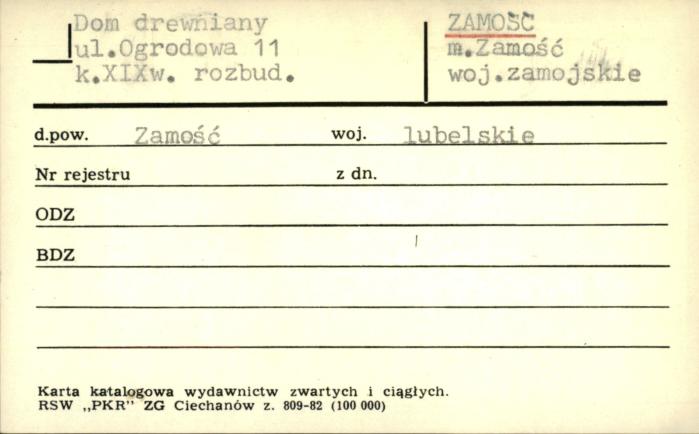 Dom drewniany
ul.Ogrodowa 11
k.XIXw. rozbud.
ZAMOŚĆ
m.Zamość
woj.zamojskie
d.pow. Zamość woj. lubelskie
Nr rejestru z dn.
ODZ
BDZ
Karta katalogowa wydawnictw zwartych i ciągłych.
RSW „PKR” ZG Ciechanów z. 809-82 (100 000)